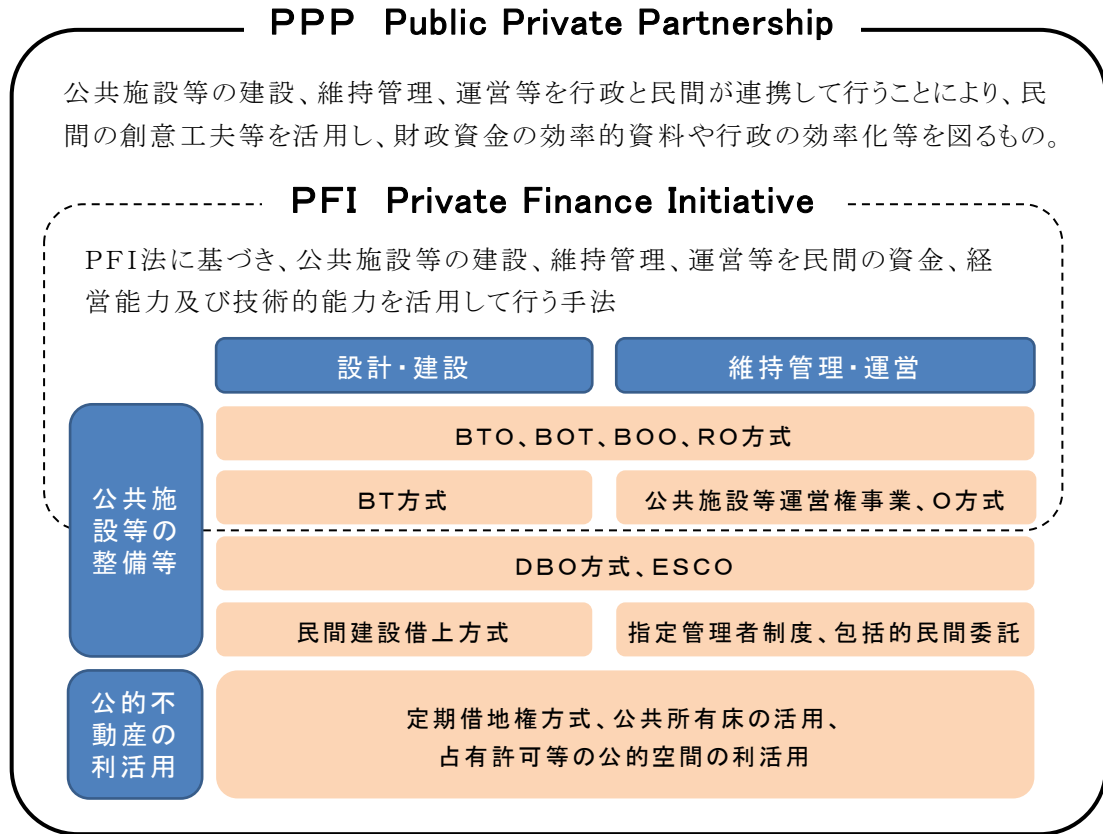 PPP Public Private Partnership
公共施設等の建設、維持管理、運営等を行政と民間が連携して行うことにより、民
間の創意工夫等を活用し、財政資金の効率的資料や行政の効率化等を図るもの。
PFI Private Finance Initiative
PFI法に基づき、公共施設等の建設、維持管理、運営等を民間の資金、経
営能力及び技術的能力を活用して行う手法
設計・建設
維持管理・運営
公共施
設等の
整備等
BTO、BOT、BOO、RO方式
BT方式
公共施設等運営権事業、O方式
DBO方式、ESCO
民間建設借上方式
指定管理者制度、包括的民間委託
公的不
動産の
利活用
定期借地権方式、公共所有床の活用、
占有許可等の公的空間の利活用